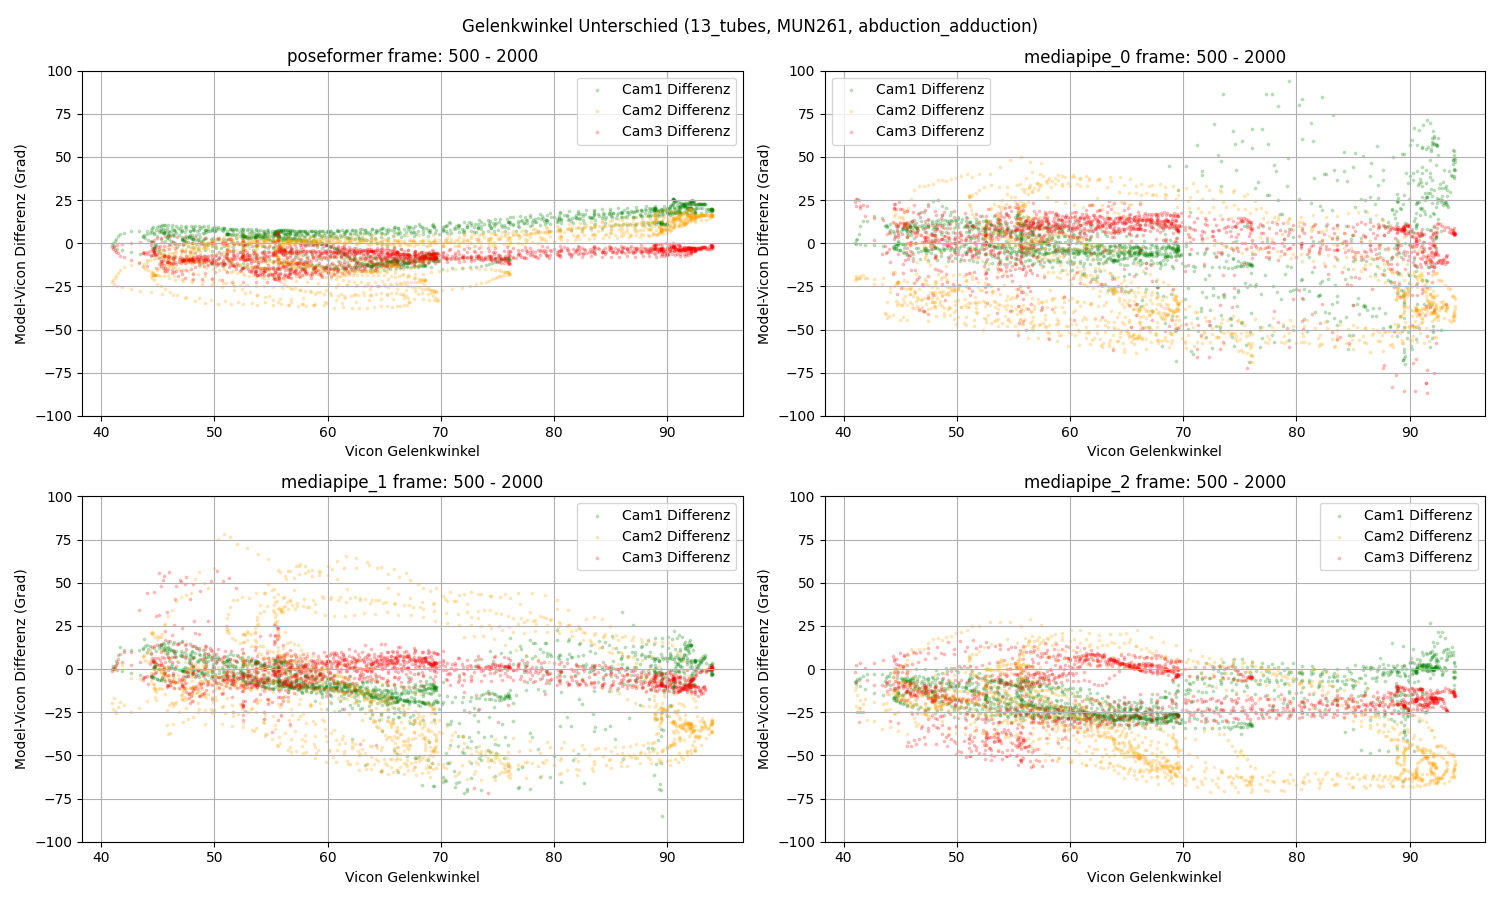 Gelenkwinkel Unterschied (13_tubes, MUN261, abduction_adduction)
poseformer frame: 500 - 2000
Model-Vicon Differenz (Grad)
100
75
50
25
0
−25
−50
−75
−100
Cam1 Differenz
Cam2 Differenz
Cam3 Differenz
40 50 60 70 80 90
Vicon Gelenkwinkel
mediapipe_0 frame: 500 - 2000
Model-Vicon Differenz (Grad)
100
75
50
25
0
−25
−50
−75
−100
Cam1 Differenz
Cam2 Differenz
Cam3 Differenz
40 50 60 70 80 90
Vicon Gelenkwinkel
mediapipe_1 frame: 500 - 2000
Model-Vicon Differenz (Grad)
100
75
50
25
0
−25
−50
−75
−100
Cam1 Differenz
Cam2 Differenz
Cam3 Differenz
40 50 60 70 80 90
Vicon Gelenkwinkel
mediapipe_2 frame: 500 - 2000
Model-Vicon Differenz (Grad)
100
75
50
25
0
−25
−50
−75
−100
Cam1 Differenz
Cam2 Differenz
Cam3 Differenz
40 50 60 70 80 90
Vicon Gelenkwinkel